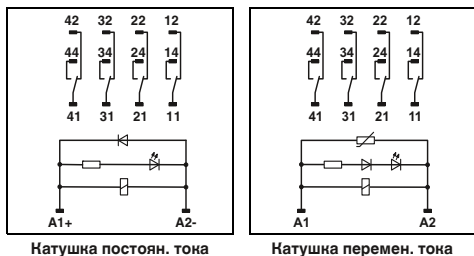 42 32 22 12
44 34 24 14
41 31 21 11
A1+ A2-
Катушка постоян. тока
42 32 22 12
44 34 24 14
41 31 21 11
A1 A2
Катушка перемен. тока